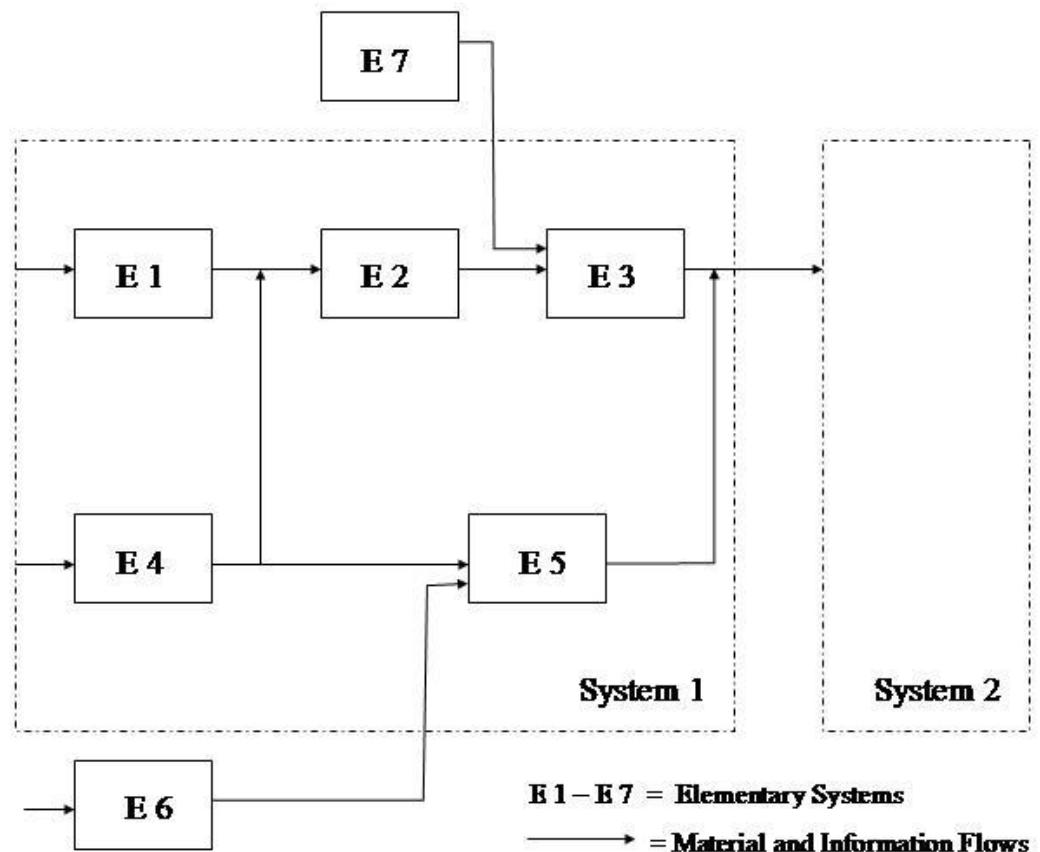 E 7
E 1
E 2
E 3
E 4
E 5
System 1
System 2
E 6
E 1 – E 7 = Elementary Systems
= Material and Information Flows